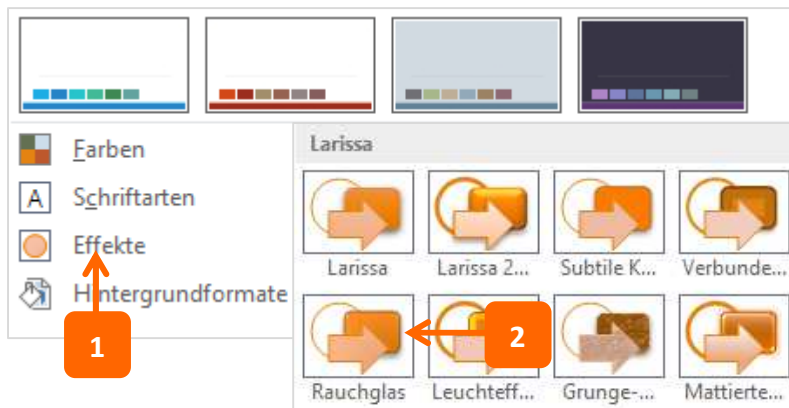 Farben
Schriftarten
Effekte
Hintergrundformate
1
Larissa
Larissa
Larissa 2...
Subtile K...
Verbunde...
2
Rauchglas
Leuchteff...
Grunge-...
Mattierte...